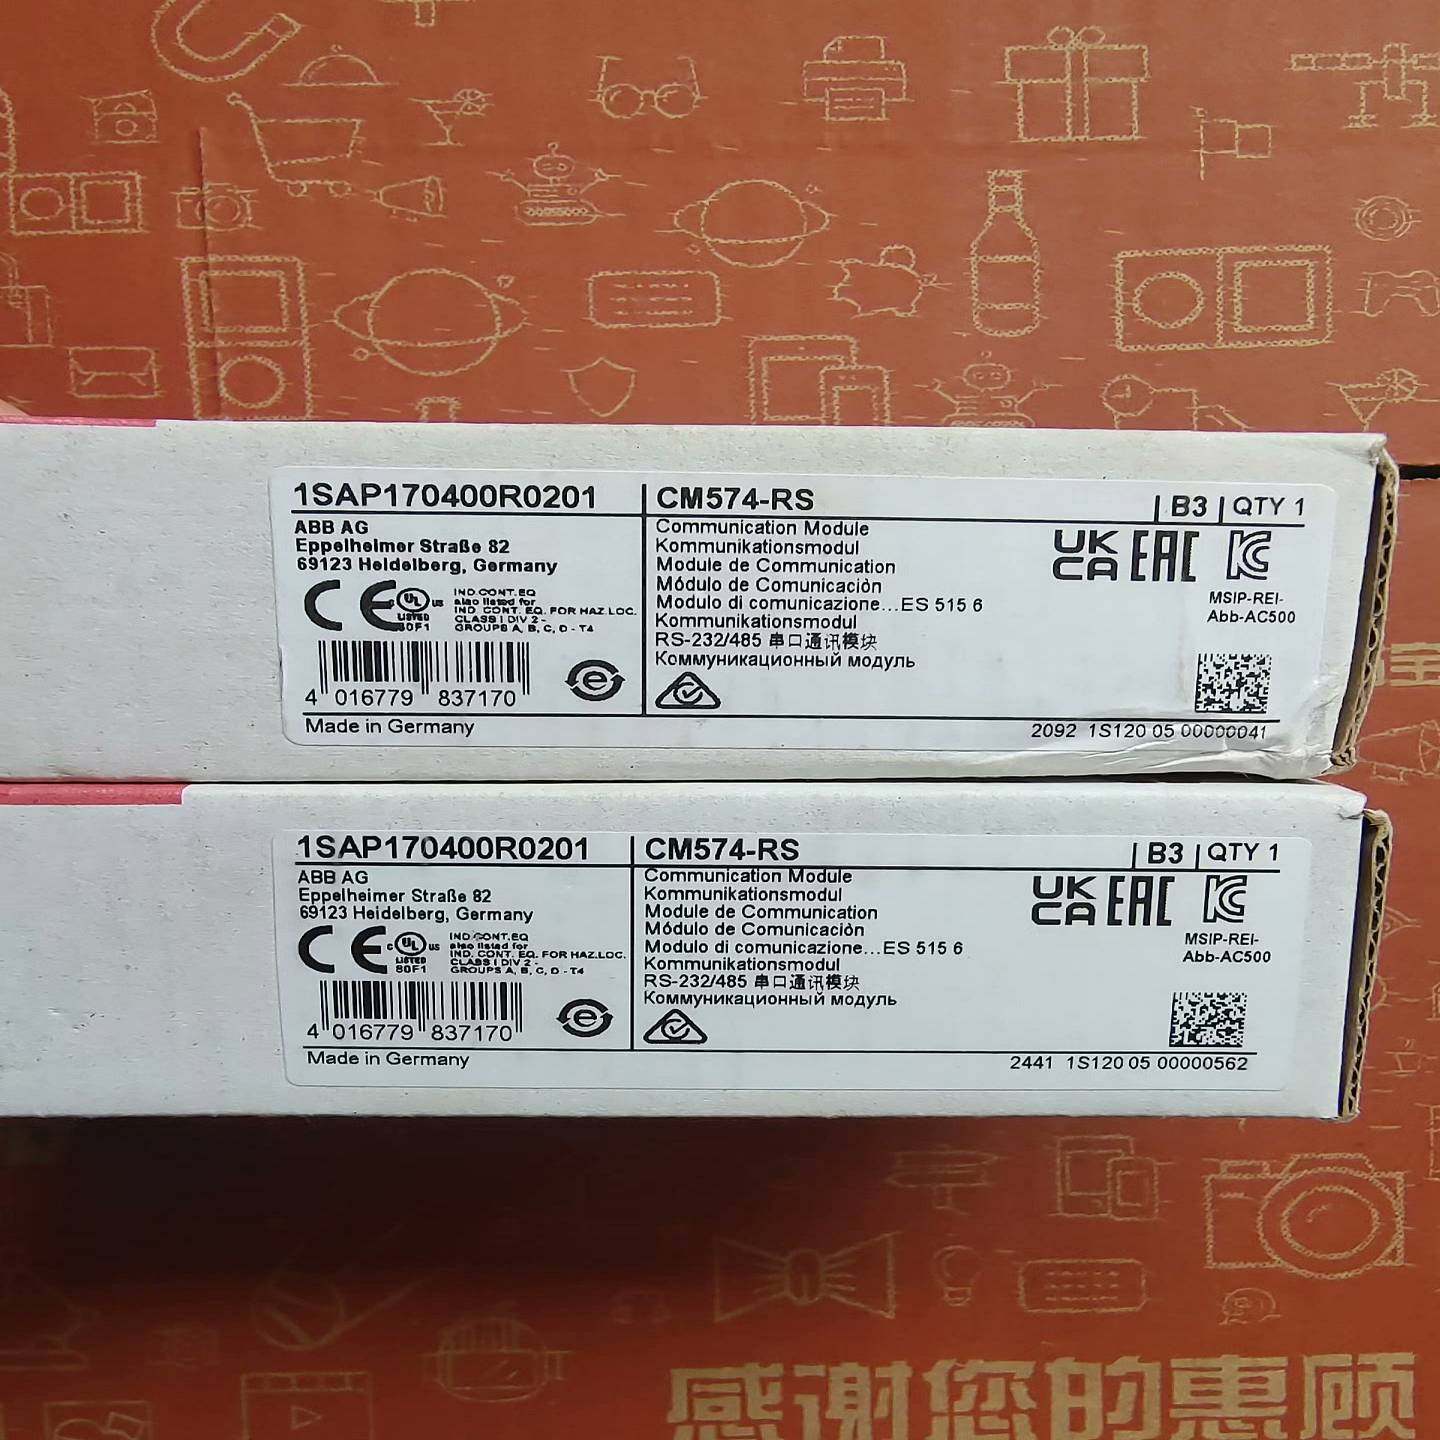 1SAP170400R0201
CM574-RS
B3
QTY 1
ABB AG
Eppelheimer Straße 82
69123 Heidelberg, Germany
Communication Module
Kommunikationsmodul
Module de Communication
Módulo de Comunicaciòn
Modulo di comunicazione...ES 515 6
Kommunikationsmodul
RS-232/485 串口通讯模块
Коммуникационный модуль
UK
CA
EAC
MSIP-REI-
Abb-AC500
CE
C UL US
LISTED
80F1
IND.CONT.EQ
also listed for
IND. CONT. EQ. FOR HAZ.LOC.
CLASS I DIV 2 -
GROUPS A, B, C, D - T4
4 016779 837170
Made in Germany
2092 1S120 05 00000041
1SAP170400R0201
CM574-RS
B3
QTY 1
ABB AG
Eppelheimer Straße 82
69123 Heidelberg, Germany
Communication Module
Kommunikationsmodul
Module de Communication
Módulo de Comunicaciòn
Modulo di comunicazione...ES 515 6
Kommunikationsmodul
RS-232/485 串口通讯模块
Коммуникационный модуль
UK
CA
EAC
MSIP-REI-
Abb-AC500
CE
C UL US
LISTED
80F1
IND.CONT.EQ
also listed for
IND. CONT. EQ. FOR HAZ.LOC.
CLASS I DIV 2 -
GROUPS A, B, C, D - T4
4 016779 837170
Made in Germany
2441 1S120 05 00000562
感谢您的惠顾